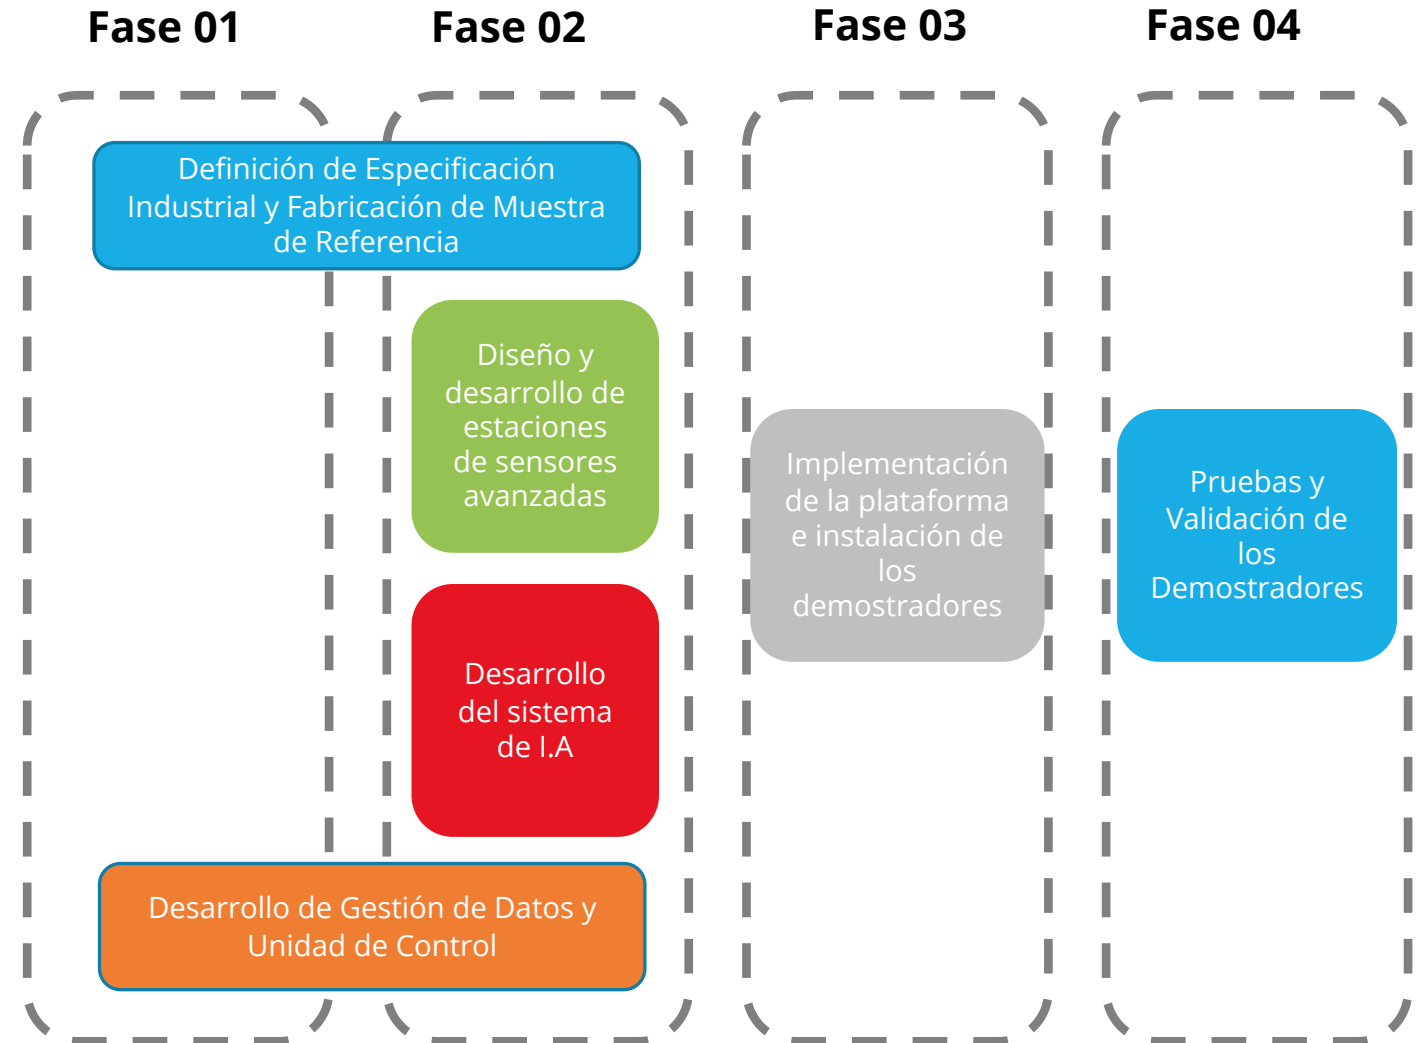 Fase 01
Fase 02
Fase 03
Fase 04
Definición de Especificación
Industrial y Fabricación de Muestra
de Referencia
Diseño y
desarrollo de
estaciones
de sensores
avanzadas
Desarrollo
del sistema
de I.A
Desarrollo de Gestión de Datos y
Unidad de Control
Implementación
de la plataforma
e instalación de
los
demostradores
Pruebas y
Validación de
los
Demostradores